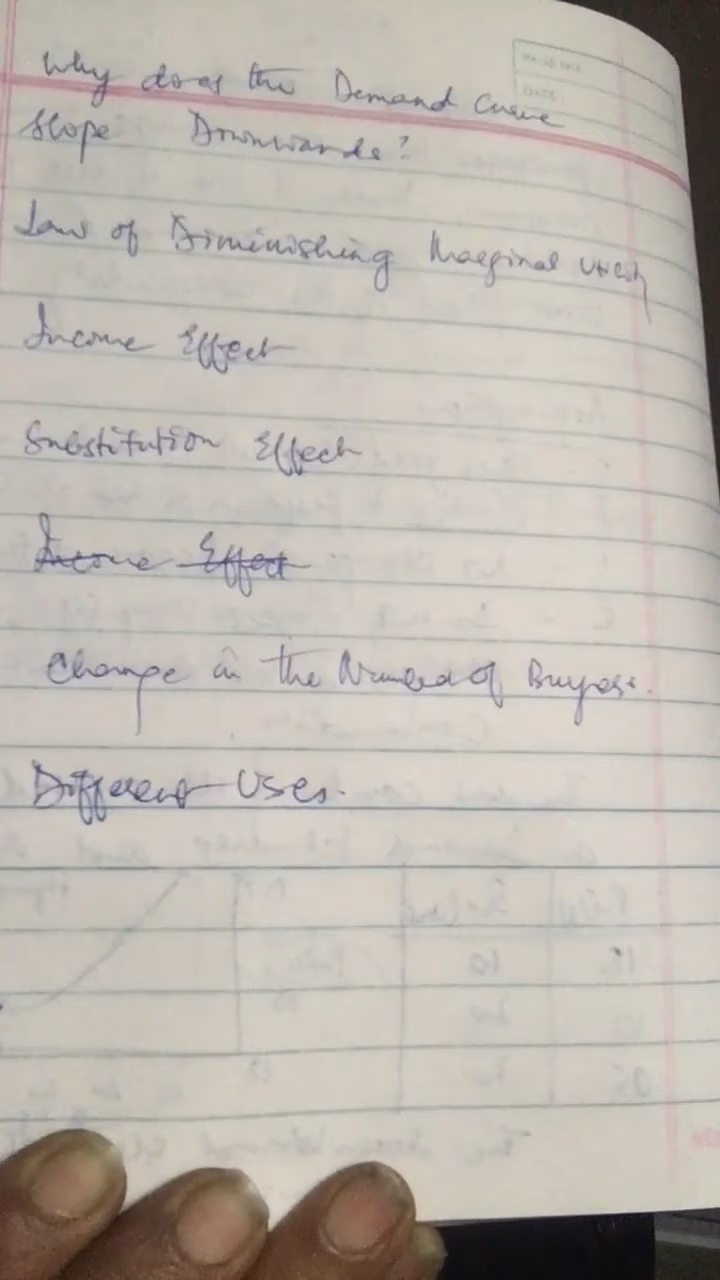 Why does the Demand Curve
Slope Downwards?
Law of Diminishing Marginal Utility
Income Effect
Substitution Effect
Income Effect
Change in the Number of Buyers.
Different Uses.